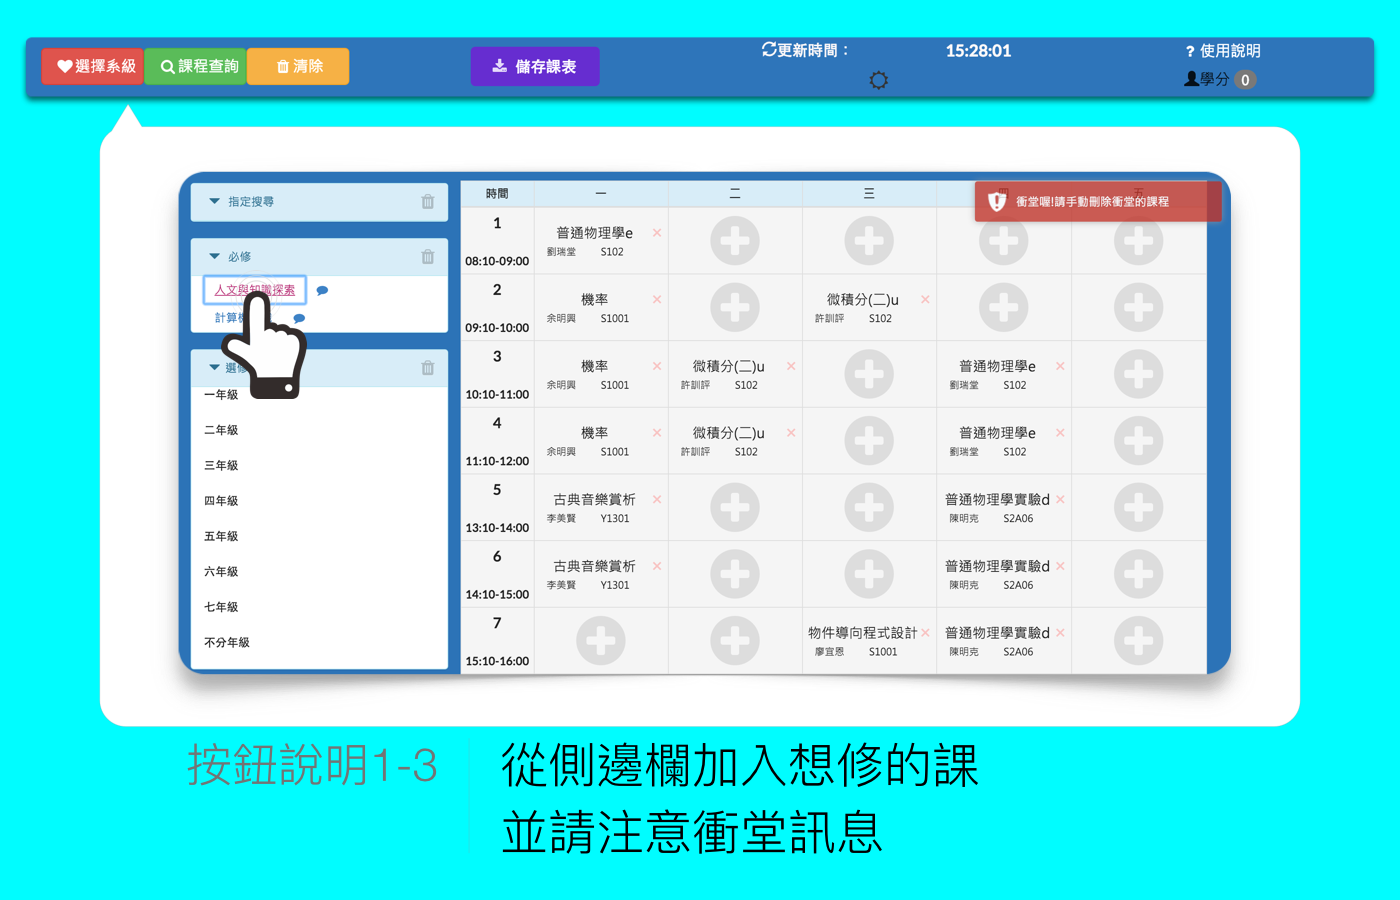 選擇系級 課程查詢 清除 儲存課表 更新時間： 15:28:01 ? 使用說明
學分 0
指定搜尋
必修
人文與知識探索
計算
選修
一年級
二年級
三年級
四年級
五年級
六年級
七年級
不分年級
時間 一 二 三 四 五
衝堂喔!請手動刪除衝堂的課程
1
08:10-09:00
普通物理學e
劉瑞堂 S102
2
09:10-10:00
機率
余明興 S1001
微積分(二)u
許訓評 S102
3
10:10-11:00
機率
余明興 S1001
微積分(二)u
許訓評 S102
普通物理學e
劉瑞堂 S102
4
11:10-12:00
機率
余明興 S1001
微積分(二)u
許訓評 S102
普通物理學e
劉瑞堂 S102
5
13:10-14:00
古典音樂賞析
李美賢 Y1301
普通物理學實驗d
陳明克 S2A06
6
14:10-15:00
古典音樂賞析
李美賢 Y1301
普通物理學實驗d
陳明克 S2A06
7
15:10-16:00
物件導向程式設計
廖宜恩 S1001
普通物理學實驗d
陳明克 S2A06
按鈕說明1-3
從側邊欄加入想修的課
並請注意衝堂訊息